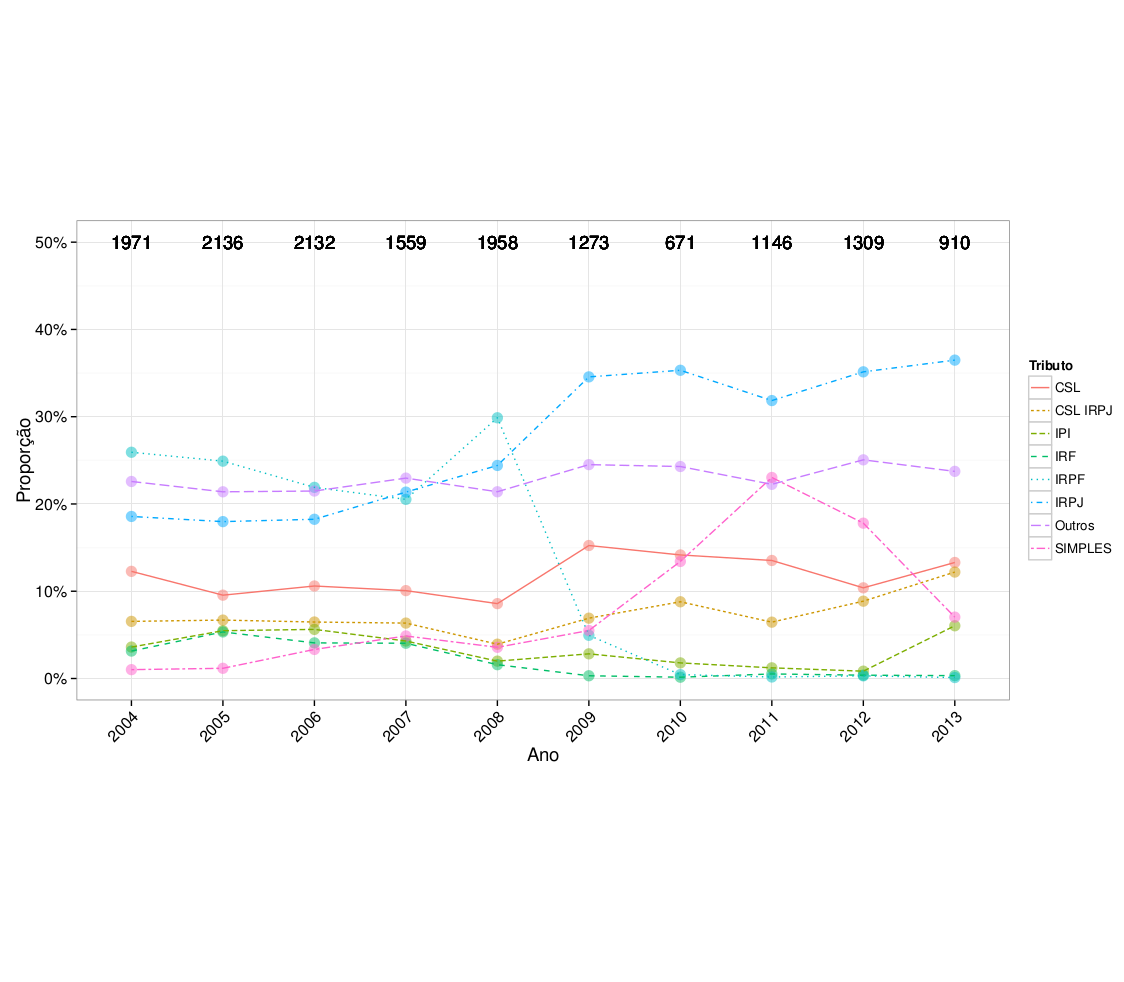 1971 2136 2132 1559 1958 1273 671 1146 1309 910
50%
40%
30%
20%
10%
0%
Proporção
2004 2005 2006 2007 2008 2009 2010 2011 2012 2013
Ano
Tributo
CSL
CSL IRPJ
IPI
IRF
IRPF
IRPJ
Outros
SIMPLES